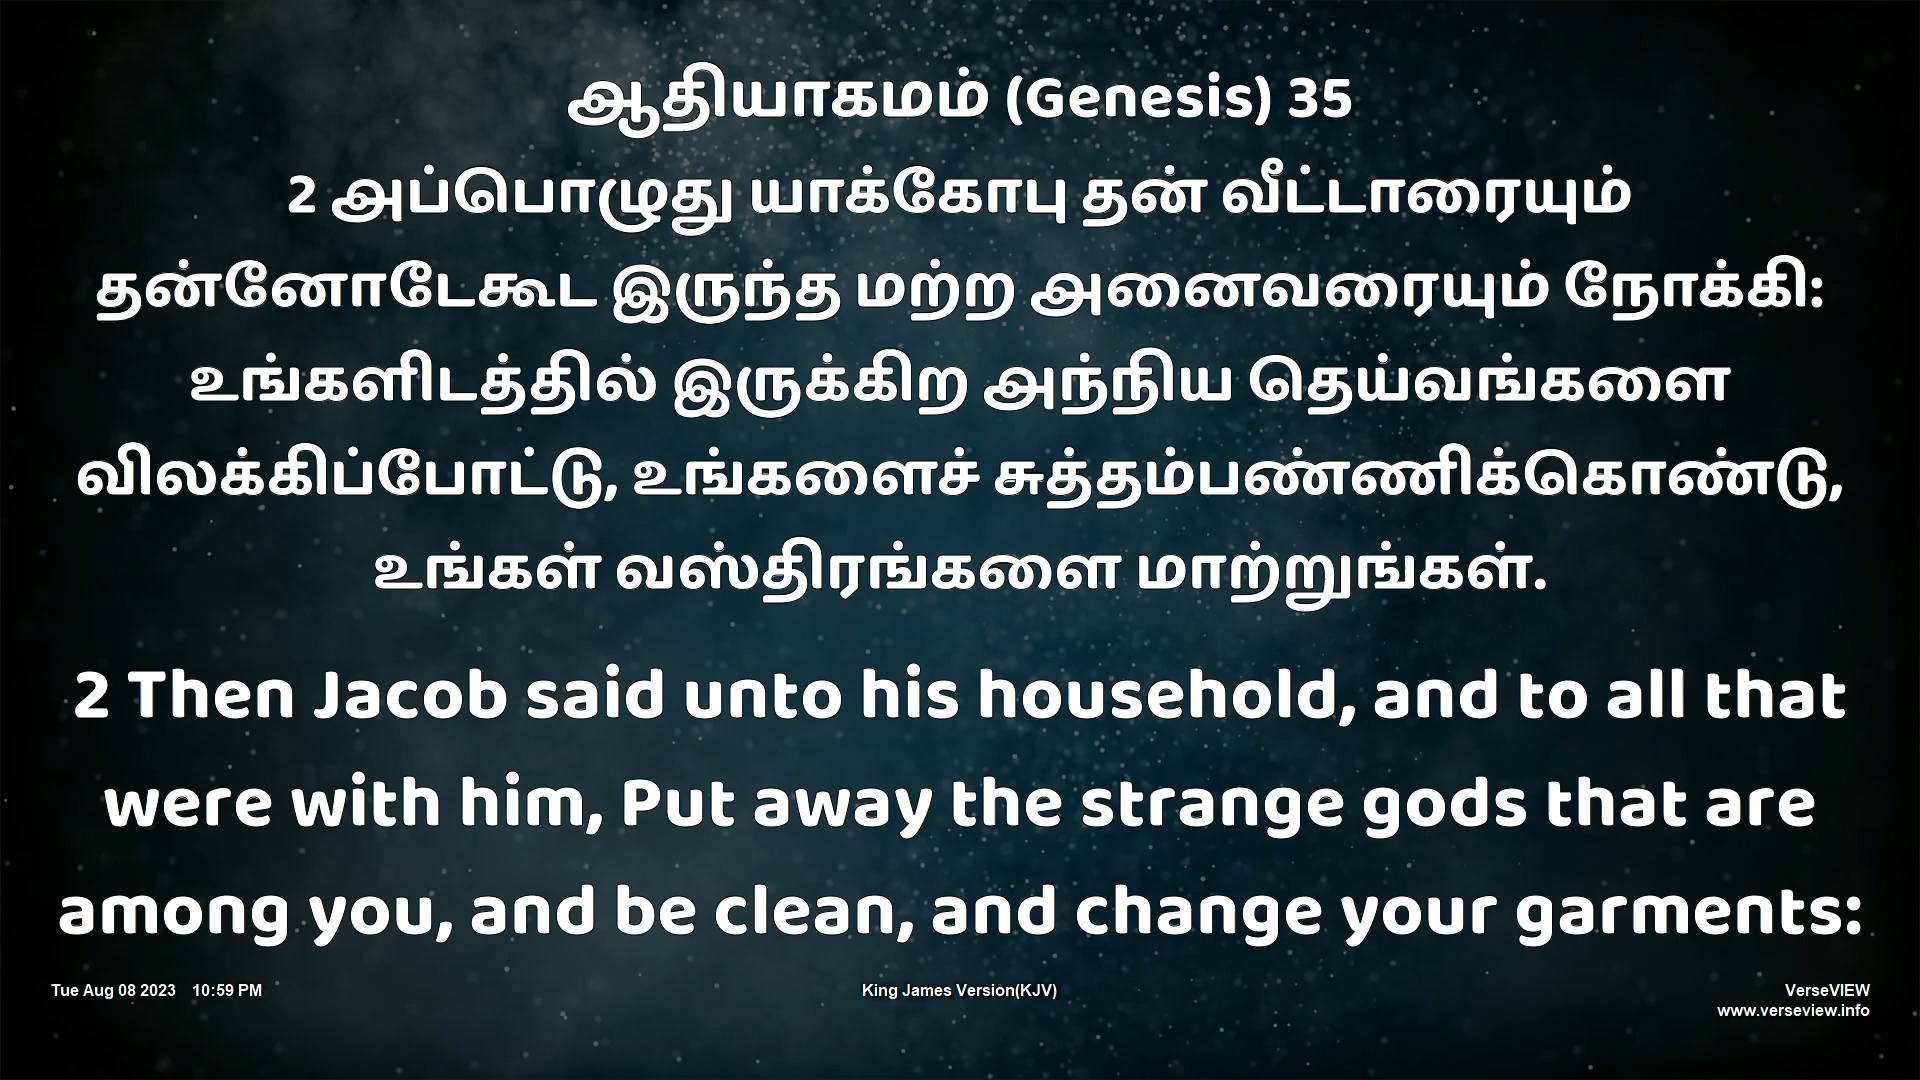 ஆதியாகமம் (Genesis) 35
2 அப்பொழுது யாக்கோபு தன் வீட்டாரையும்
தன்னோடேகூட இருந்த மற்ற அனைவரையும் நோக்கி:
உங்களிடத்தில் இருக்கிற அந்நிய தெய்வங்களை
விலக்கிப்போட்டு, உங்களைச் சுத்தம்பண்ணிக்கொண்டு,
உங்கள் வஸ்திரங்களை மாற்றுங்கள்.
2 Then Jacob said unto his household, and to all that
were with him, Put away the strange gods that are
among you, and be clean, and change your garments:
Tue Aug 08 2023 10:59 PM
King James Version(KJV)
VerseVIEW
www.verseview.info